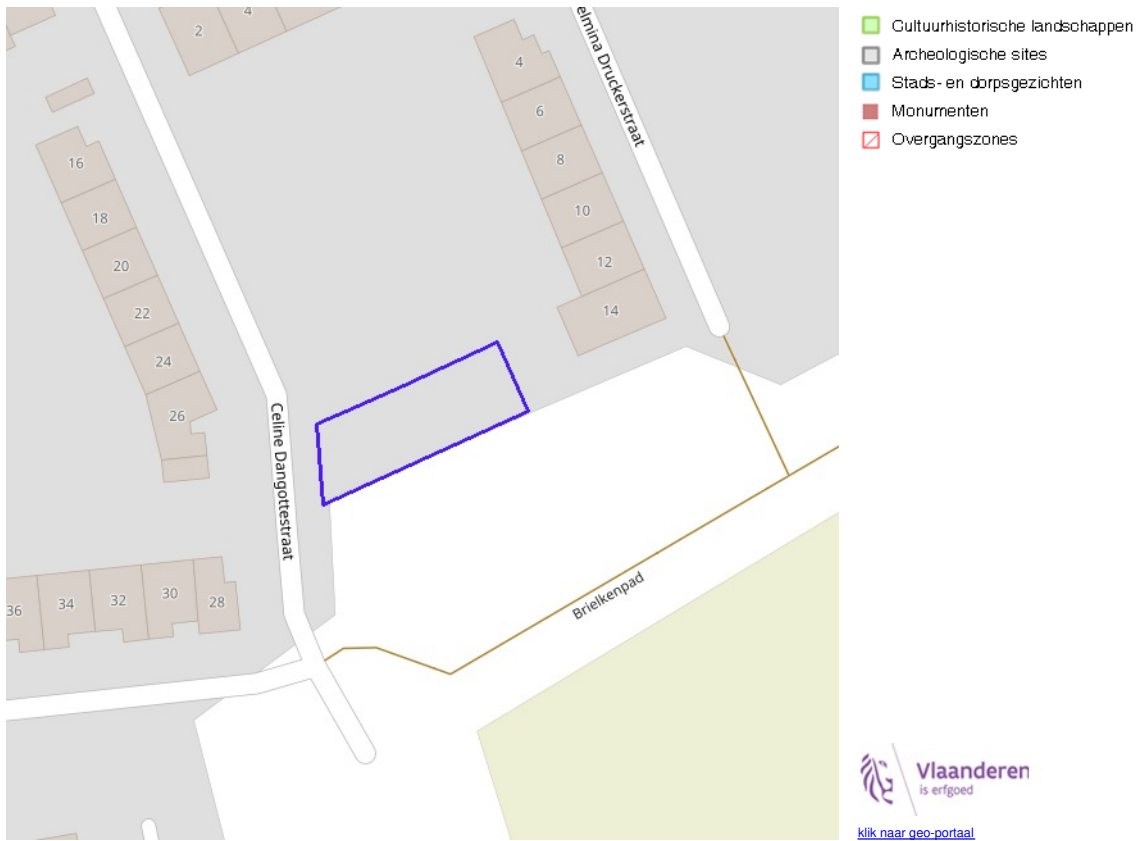 2
4
elmina Druckerstraat
4
6
8
10
12
14
16
18
20
22
24
26
Celine Dangottestraat
36
34
32
30
28
Brielkenpad
Cultuurhistorische landschappen
Archeologische sites
Stads- en dorpsgezichten
Monumenten
Overgangszones
Vlaanderen
is erfgoed
klik naar geo-portaal